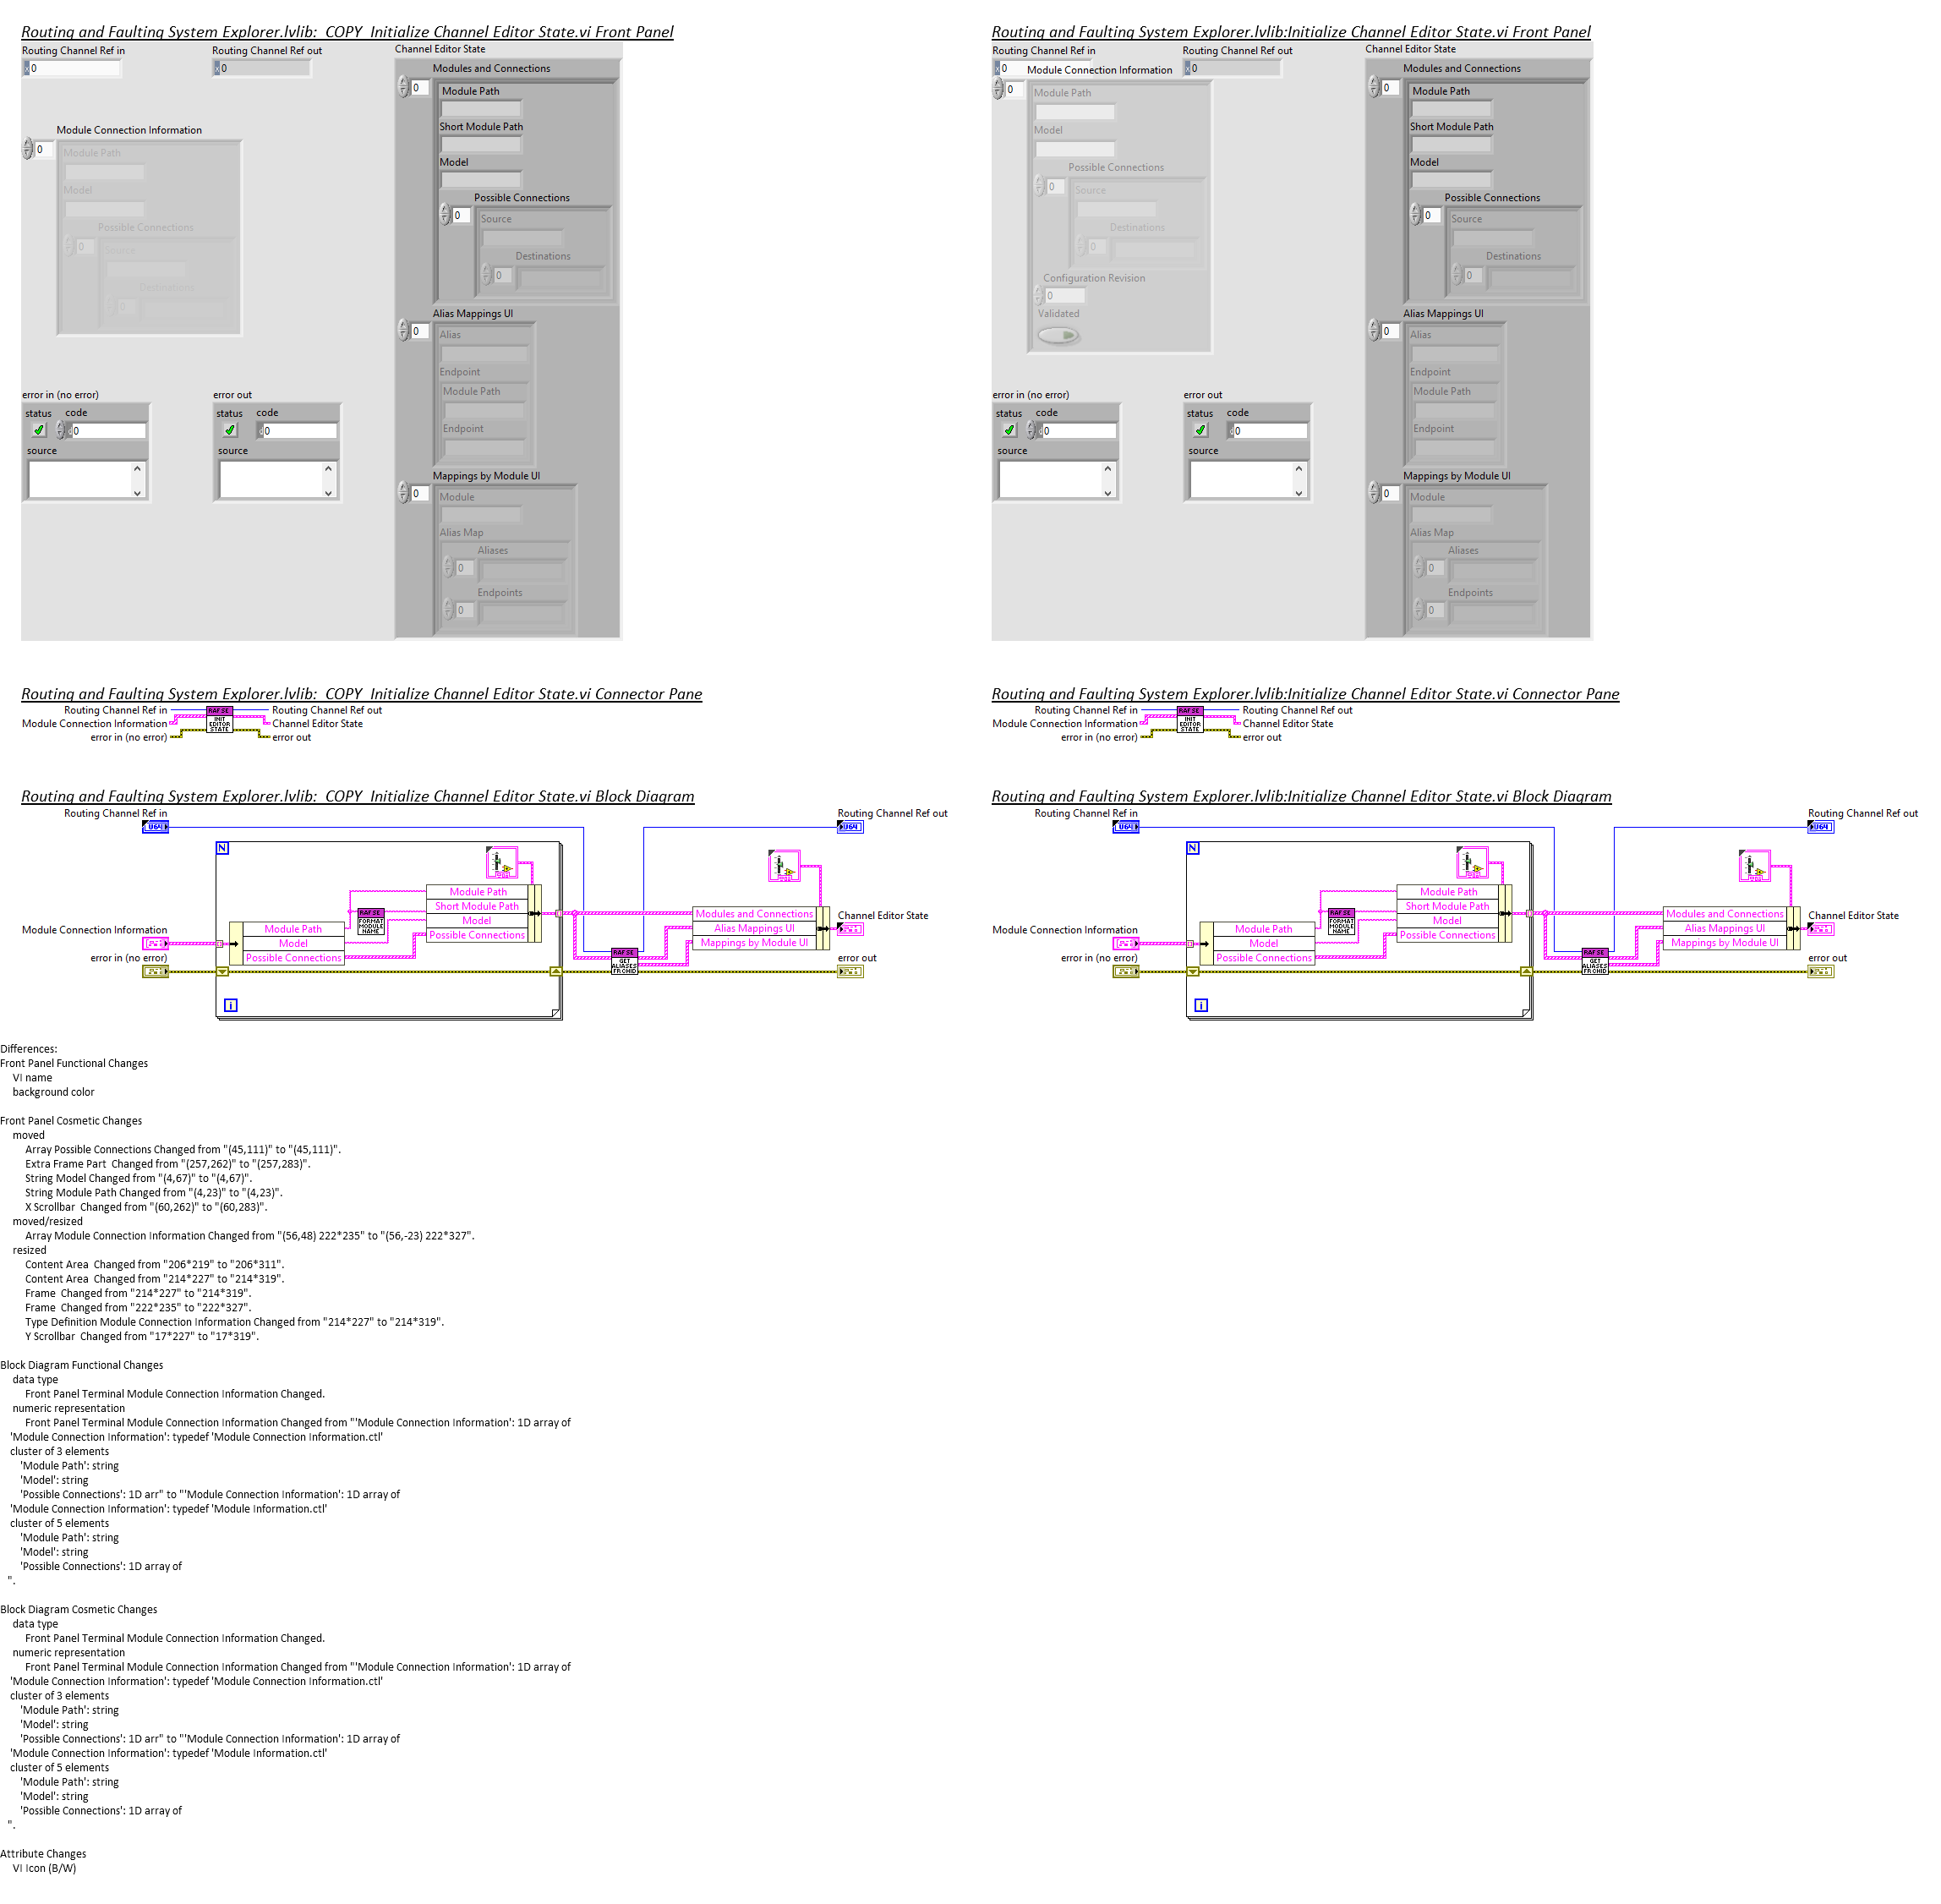 Routing and Faulting System Explorer.lvlib:  COPY  Initialize Channel Editor State.vi Front Panel
Routing Channel Ref in
Routing Channel Ref out
Channel Editor State
x0
x0
Modules and Connections
0
Module Path
Short Module Path
Module Connection Information
0
Module Path
Model
Model
Possible Connections
0
Source
Possible Connections
0
Source
Destinations
0
Destinations
0
Alias Mappings UI
0
Alias
Endpoint
Module Path
Endpoint
error in (no error)
error out
status
code
0
source
status
code
0
source
Mappings by Module UI
0
Module
Alias Map
Aliases
0
Endpoints
0
Routing and Faulting System Explorer.lvlib:Initialize Channel Editor State.vi Front Panel
Routing Channel Ref in
Routing Channel Ref out
Channel Editor State
x0
x0
Module Connection Information
0
Module Path
Model
Possible Connections
0
Source
Destinations
0
Configuration Revision
0
Validated
Modules and Connections
0
Module Path
Short Module Path
Model
Possible Connections
0
Source
Destinations
0
Alias Mappings UI
0
Alias
Endpoint
Module Path
Endpoint
error in (no error)
error out
status
code
0
source
status
code
0
source
Mappings by Module UI
0
Module
Alias Map
Aliases
0
Endpoints
0
Routing and Faulting System Explorer.lvlib:  COPY  Initialize Channel Editor State.vi Connector Pane
Routing Channel Ref in
Routing Channel Ref out
Module Connection Information
Channel Editor State
error in (no error)
error out
RAF SE
INIT
EDITOR
STATE
Routing and Faulting System Explorer.lvlib:Initialize Channel Editor State.vi Connector Pane
Routing Channel Ref in
Routing Channel Ref out
Module Connection Information
Channel Editor State
error in (no error)
error out
RAF SE
INIT
EDITOR
STATE
Routing and Faulting System Explorer.lvlib:  COPY  Initialize Channel Editor State.vi Block Diagram
Routing Channel Ref in
U64
Routing Channel Ref out
U64
N
Module Path
Short Module Path
Model
Possible Connections
RAF SE
FORMAT
MODULE
NAME
Module Path
Model
Possible Connections
Module Connection Information
error in (no error)
i
Modules and Connections
Alias Mappings UI
Mappings by Module UI
RAF SE
GET
ALIASES
FR CHID
Channel Editor State
error out
Routing and Faulting System Explorer.lvlib:Initialize Channel Editor State.vi Block Diagram
Routing Channel Ref in
U64
Routing Channel Ref out
U64
N
Module Path
Short Module Path
Model
Possible Connections
RAF SE
FORMAT
MODULE
NAME
Module Path
Model
Possible Connections
Module Connection Information
error in (no error)
i
Modules and Connections
Alias Mappings UI
Mappings by Module UI
RAF SE
GET
ALIASES
FR CHID
Channel Editor State
error out
Differences:
Front Panel Functional Changes
VI name
background color
Front Panel Cosmetic Changes
moved
Array Possible Connections Changed from "(45,111)" to "(45,111)".
Extra Frame Part  Changed from "(257,262)" to "(257,283)".
String Model Changed from "(4,67)" to "(4,67)".
String Module Path Changed from "(4,23)" to "(4,23)".
X Scrollbar  Changed from "(60,262)" to "(60,283)".
moved/resized
Array Module Connection Information Changed from "(56,48) 222*235" to "(56,-23) 222*327".
resized
Content Area  Changed from "206*219" to "206*311".
Content Area  Changed from "214*227" to "214*319".
Frame  Changed from "214*227" to "214*319".
Frame  Changed from "222*235" to "222*327".
Type Definition Module Connection Information Changed from "214*227" to "214*319".
Y Scrollbar  Changed from "17*227" to "17*319".
Block Diagram Functional Changes
data type
Front Panel Terminal Module Connection Information Changed.
numeric representation
Front Panel Terminal Module Connection Information Changed from "'Module Connection Information': 1D array of
'Module Connection Information': typedef 'Module Connection Information.ctl'
cluster of 3 elements
'Module Path': string
'Model': string
'Possible Connections': 1D arr" to "'Module Connection Information': 1D array of
'Module Connection Information': typedef 'Module Information.ctl'
cluster of 5 elements
'Module Path': string
'Model': string
'Possible Connections': 1D array of
".
Block Diagram Cosmetic Changes
data type
Front Panel Terminal Module Connection Information Changed.
numeric representation
Front Panel Terminal Module Connection Information Changed from "'Module Connection Information': 1D array of
'Module Connection Information': typedef 'Module Connection Information.ctl'
cluster of 3 elements
'Module Path': string
'Model': string
'Possible Connections': 1D arr" to "'Module Connection Information': 1D array of
'Module Connection Information': typedef 'Module Information.ctl'
cluster of 5 elements
'Module Path': string
'Model': string
'Possible Connections': 1D array of
".
Attribute Changes
VI Icon (B/W)